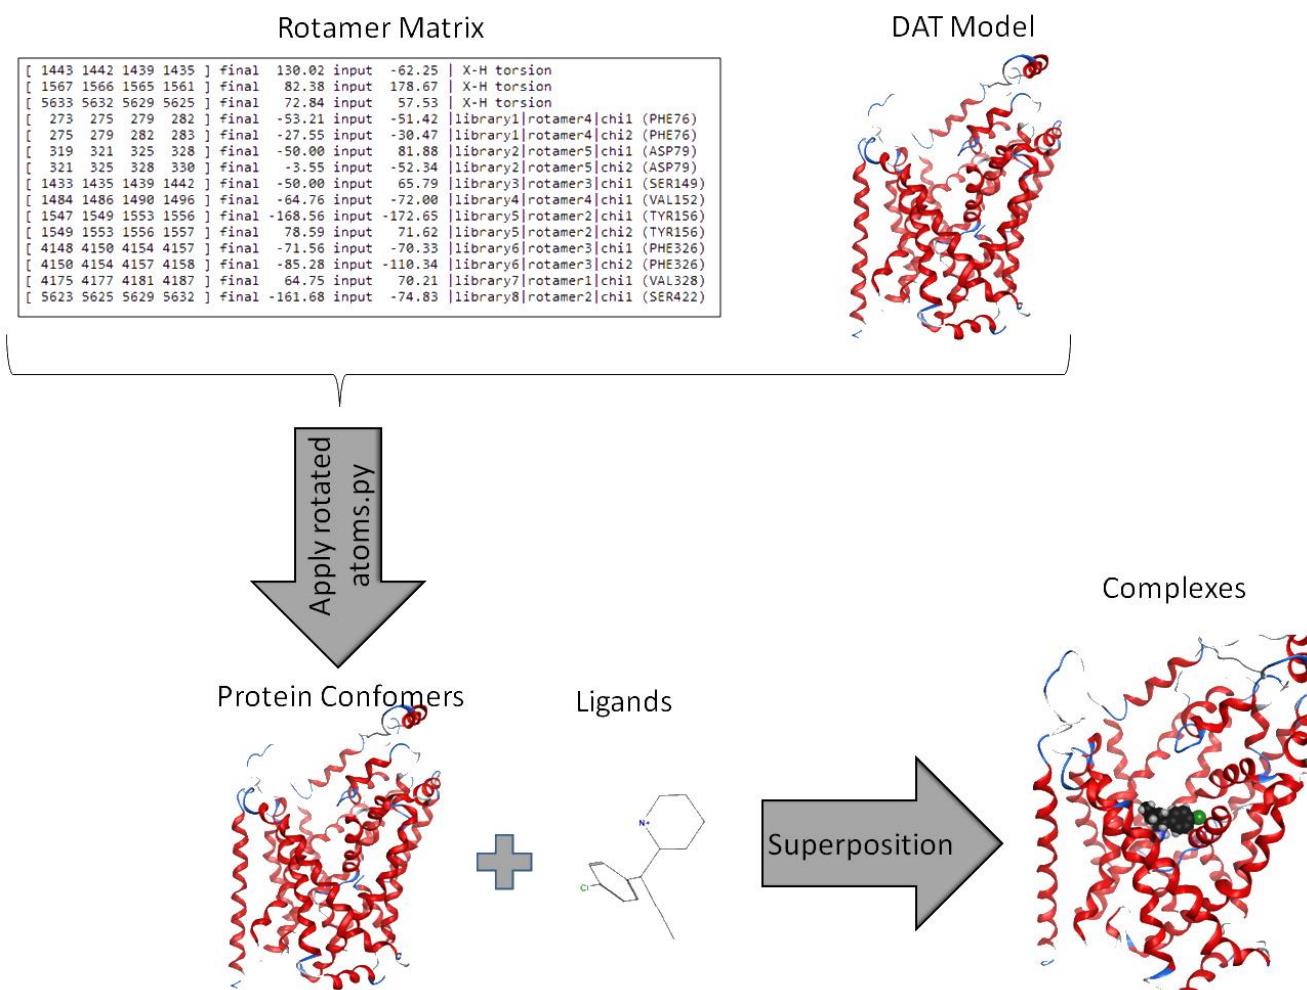 Rotamer Matrix
DAT Model
[ 1443 1442 1439 1435 ] final 130.02 input -62.25 | X-H torsion
[ 1567 1566 1565 1561 ] final 82.38 input 178.67 | X-H torsion
[ 5633 5632 5629 5625 ] final 72.84 input 57.53 | X-H torsion
[ 273 275 279 282 ] final -53.21 input -51.42 |library1|rotamer4|chi1 (PHE76)
[ 275 279 282 283 ] final -27.55 input -30.47 |library1|rotamer4|chi2 (PHE76)
[ 319 321 325 328 ] final -50.00 input 81.88 |library2|rotamer5|chi1 (ASP79)
[ 321 325 328 330 ] final 3.55 input -52.34 |library2|rotamer5|chi2 (ASP79)
[ 1433 1435 1439 1442 ] final -50.00 input 65.79 |library3|rotamer3|chi1 (SER149)
[ 1484 1486 1490 1496 ] final -64.76 input -72.00 |library4|rotamer4|chi1 (VAL152)
[ 1547 1549 1553 1556 ] final -168.56 input -172.65 |library5|rotamer2|chi1 (TYR156)
[ 1549 1553 1556 1557 ] final 78.59 input 71.62 |library5|rotamer2|chi2 (TYR156)
[ 4148 4150 4154 4157 ] final -71.56 input -70.33 |library6|rotamer3|chi1 (PHE326)
[ 4150 4154 4157 4158 ] final -85.28 input -110.34 |library6|rotamer3|chi2 (PHE326)
[ 4175 4177 4181 4187 ] final 64.75 input 70.21 |library7|rotamer1|chi1 (VAL328)
[ 5623 5625 5629 5632 ] final -161.68 input -74.83 |library8|rotamer2|chi1 (SER422)
Apply rotated
atoms.py
Protein Confomers
Ligands
N+
Cl
Superposition
Complexes